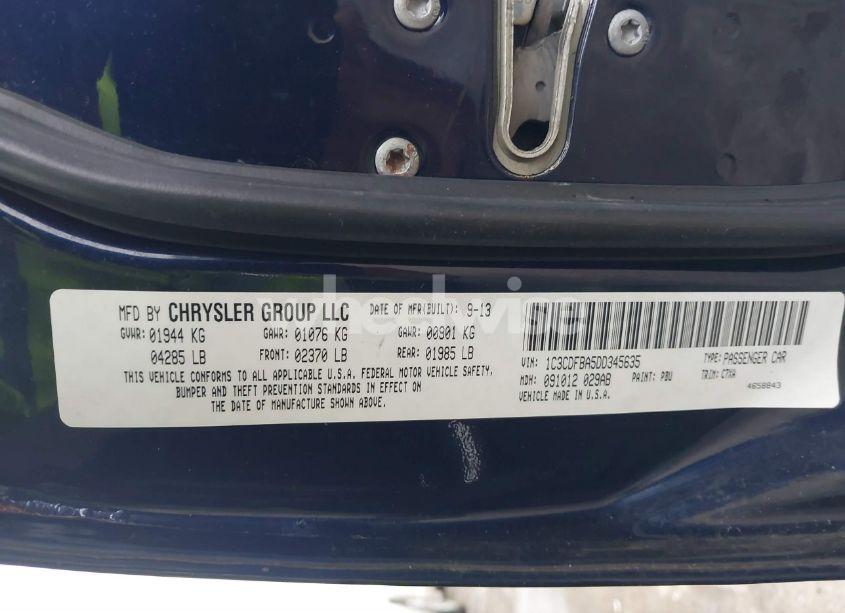 MFD BY CHRYSLER GROUP LLC DATE OF MFR(BUILT): 9-13
GVWR: 01944 KG GAWR: 01076 KG GAWR: 00901 KG
04285 LB FRONT: 02370 LB REAR: 01985 LB
THIS VEHICLE CONFORMS TO ALL APPLICABLE U.S.A. FEDERAL MOTOR VEHICLE SAFETY,
BUMPER AND THEFT PREVENTION STANDARDS IN EFFECT ON
THE DATE OF MANUFACTURE SHOWN ABOVE.
VIN: 1C3CDFBA5DD345635 TYPE: PASSENGER CAR
MDH: 091012 029AB PAINT: PBU TRIM: C7XA
VEHICLE MADE IN U.S.A. 4658843
wheelwise